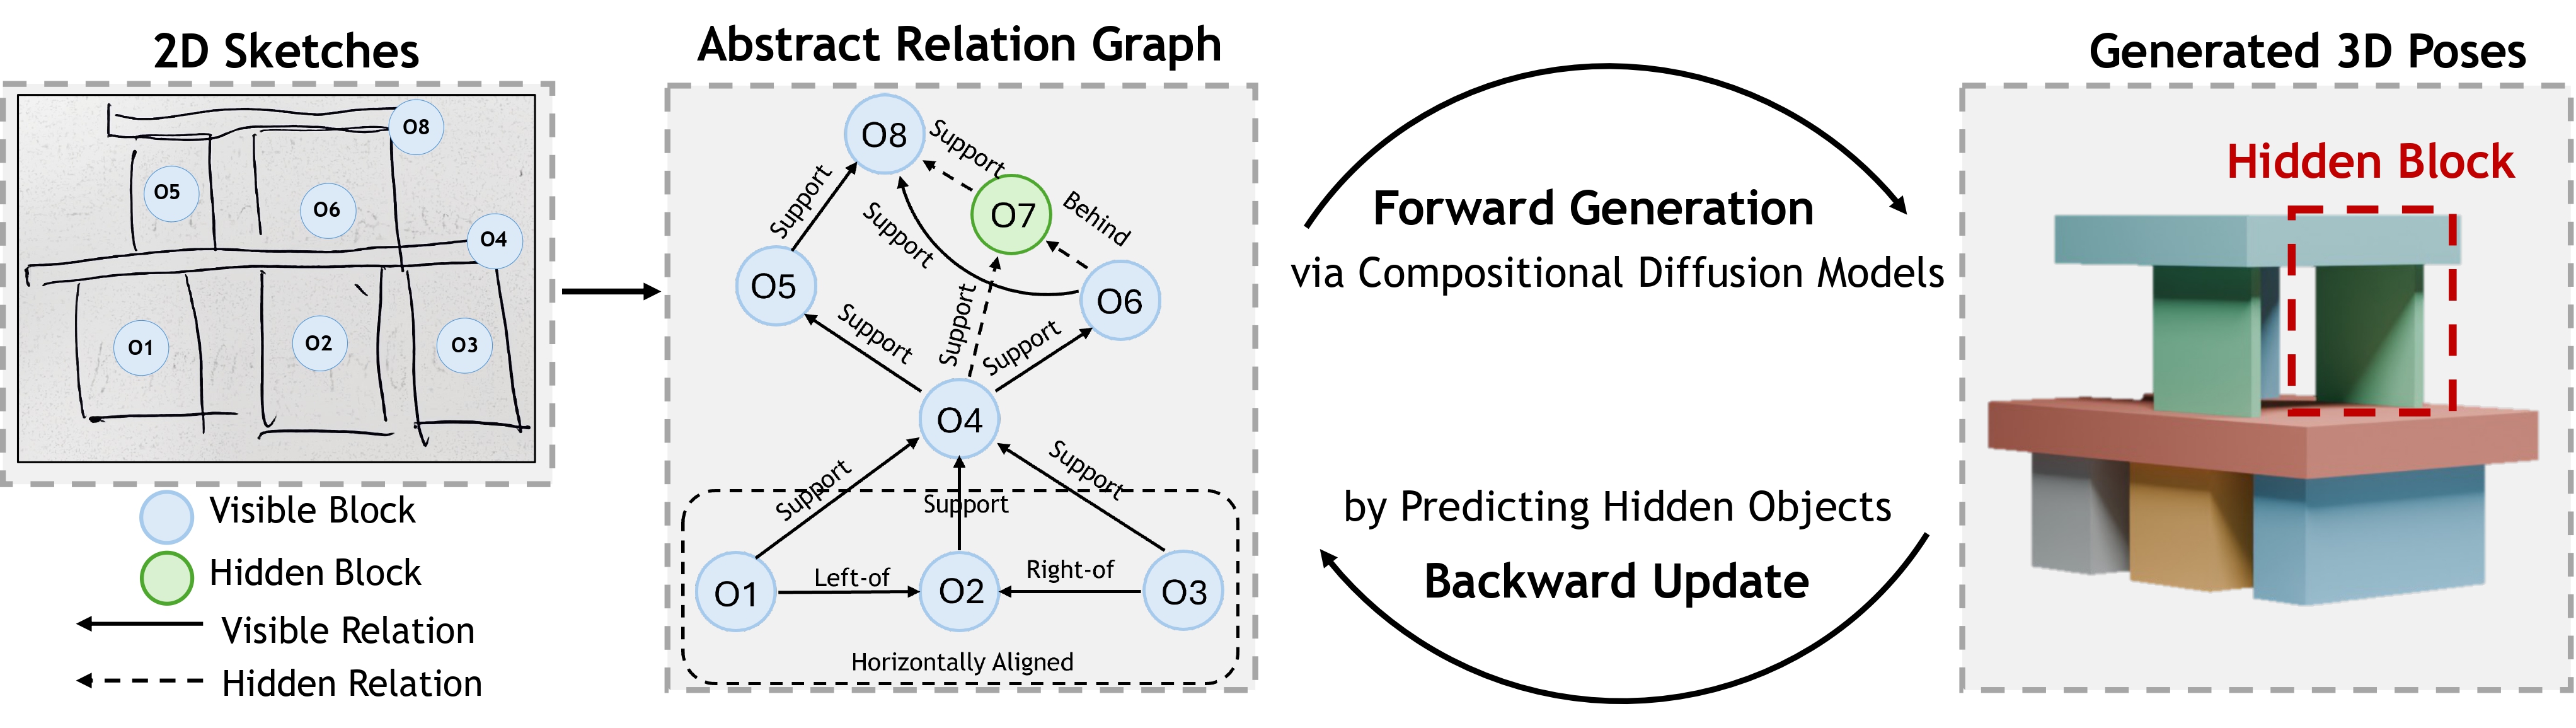 2D Sketches
O8
O5
O6
O4
O1
O2
O3
Visible Block
Hidden Block
Visible Relation
Hidden Relation
Abstract Relation Graph
O8
Support
O7
Behind
Support
Support
O5
O6
Support
Support
Support
O4
Support
Support
Support
O1
Left-of
O2
Right-of
O3
Horizontally Aligned
Forward Generation
via Compositional Diffusion Models
by Predicting Hidden Objects
Backward Update
Generated 3D Poses
Hidden Block